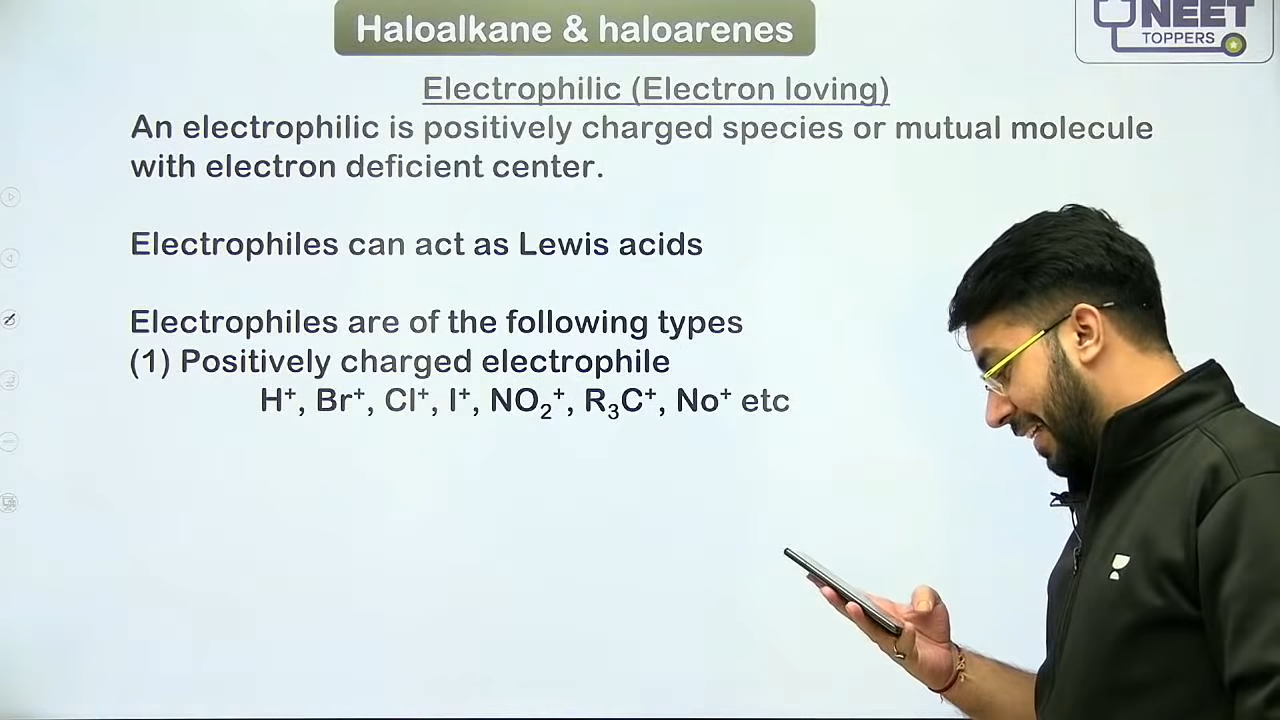 Haloalkane & haloarenes
NEET
TOPPERS
Electrophilic (Electron loving)
An electrophilic is positively charged species or mutual molecule
with electron deficient center.
Electrophiles can act as Lewis acids
Electrophiles are of the following types
(1) Positively charged electrophile
H⁺, Br⁺, Cl⁺, I⁺, NO₂⁺, R₃C⁺, No⁺ etc